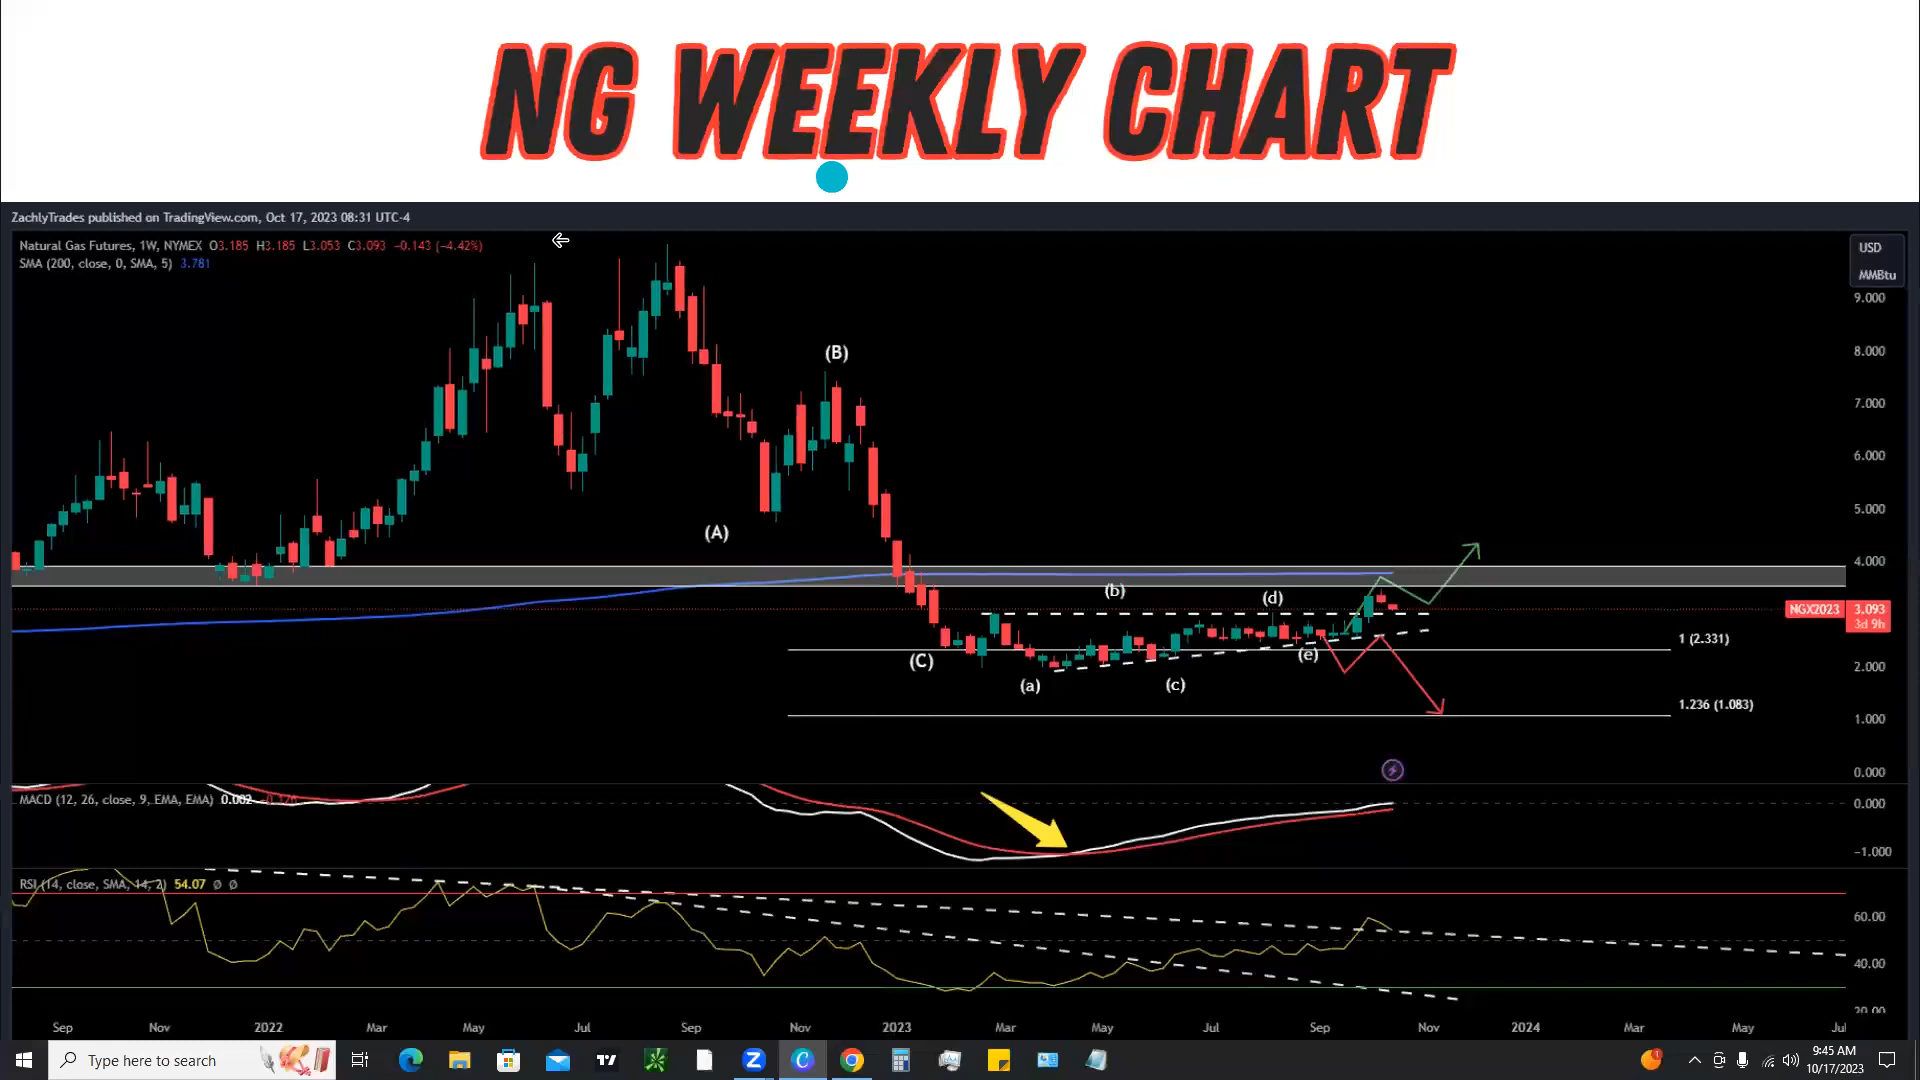 NG WEEKLY CHART
ZachlyTrades published on TradingView.com, Oct 17, 2023 08:31 UTC-4
Natural Gas Futures, 1W, NYMEX O3.185 H3.185 L3.053 C3.093 −0.143 (−4.42%)
SMA (200, close, 0, SMA, 5) 3.781
USD
MMBtu
9.000
8.000
7.000
6.000
5.000
4.000
(B)
(A)
(b)
(d)
NGX2023 3.093
3d 9h
1 (2.331)
(C)
(e)
2.000
(a)
(c)
1.236 (1.083)
1.000
0.000
MACD (12, 26, close, 9, EMA, EMA) 0.002
0.000
−1.000
RSI (14, close, SMA, 14, 2) 54.07 ∅ ∅
60.00
40.00
20.00
Sep Nov 2022 Mar May Jul Sep Nov 2023 Mar May Jul Sep Nov 2024 Mar May Jul
Type here to search
9:45 AM
10/17/2023